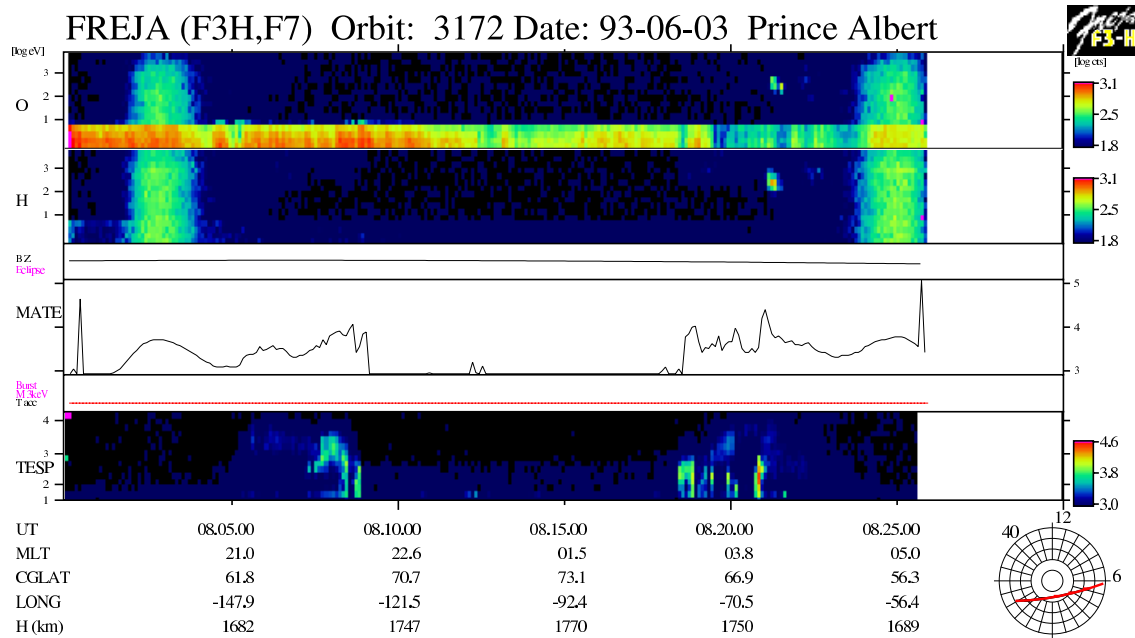 FREJA (F3H,F7) Orbit: 3172 Date: 93-06-03 Prince Albert
F3-H
[log eV]
[log cts]
O
3
2
1
3.1
2.5
1.8
H
3
2
1
3.1
2.5
1.8
BZ
Eclipse
MATE
5
4
3
Burst
M 3keV
T acc
TESP
4
3
2
1
4.6
3.8
3.0
UT 08.05.00 08.10.00 08.15.00 08.20.00 08.25.00
MLT 21.0 22.6 01.5 03.8 05.0
CGLAT 61.8 70.7 73.1 66.9 56.3
LONG -147.9 -121.5 -92.4 -70.5 -56.4
H (km) 1682 1747 1770 1750 1689
12
40
6